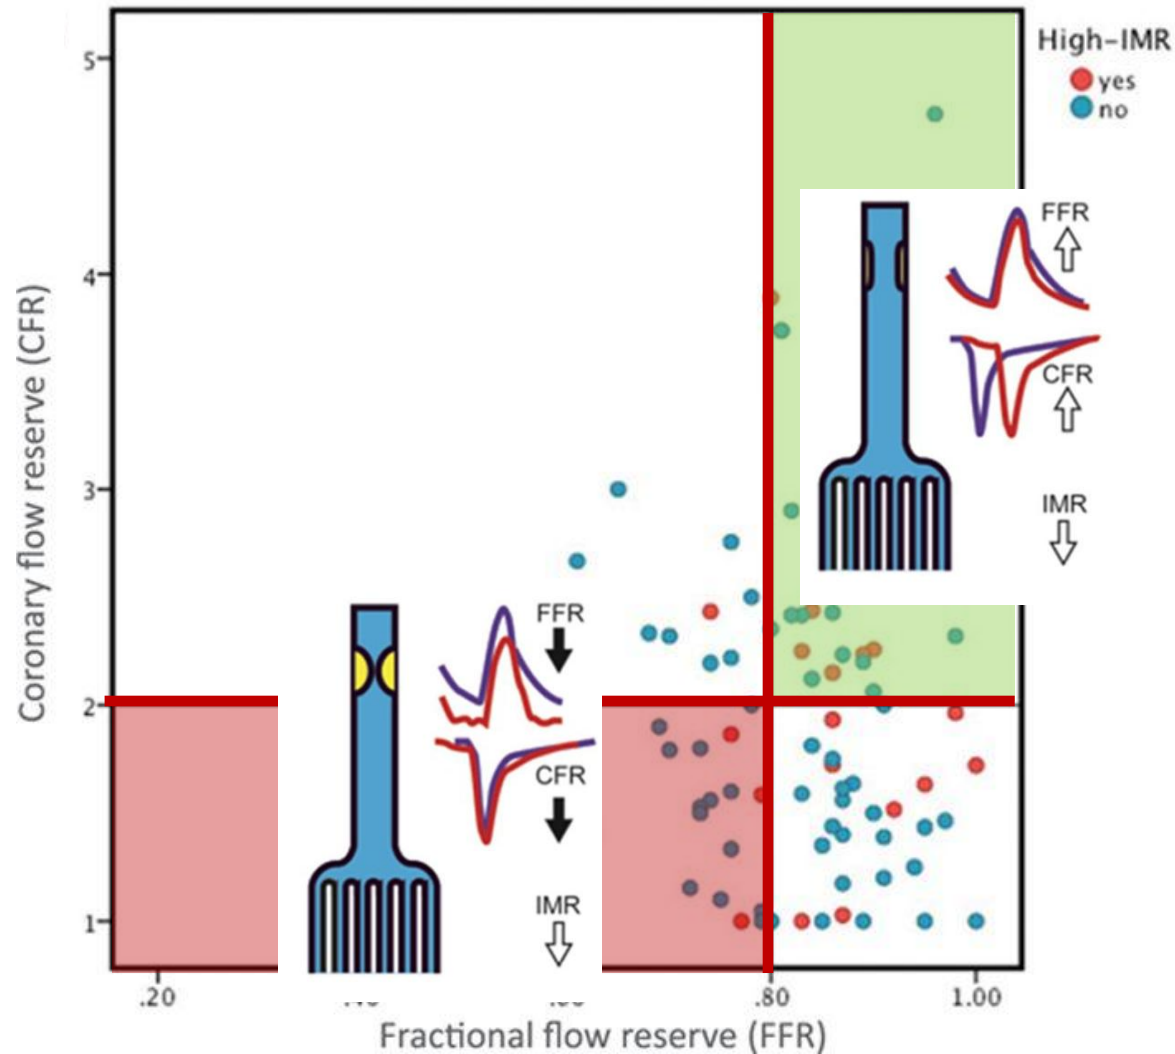 High-IMR
yes
no
5
4
3
2
1
Coronary flow reserve (CFR)
FFR
CFR
IMR
FFR
CFR
IMR
.20
.80
1.00
Fractional flow reserve (FFR)